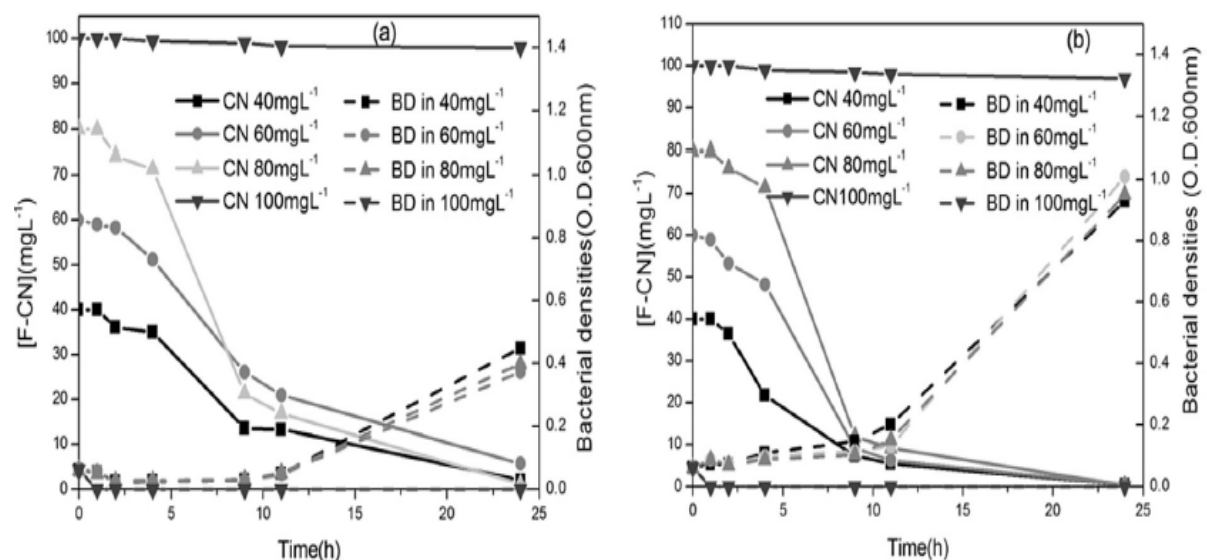 (a)
[F-CN](mgL⁻¹)
100
90
80
70
60
50
40
30
20
10
0
CN 40mgL⁻¹
CN 60mgL⁻¹
CN 80mgL⁻¹
CN 100mgL⁻¹
BD in 40mgL⁻¹
BD in 60mgL⁻¹
BD in 80mgL⁻¹
BD in 100mgL⁻¹
1.4
1.2
1.0
0.8
0.6
0.4
0.2
0.0
Bacterial densities(O.D.600nm)
0 5 10 15 20 25
Time(h)
(b)
[F-CN](mgL⁻¹)
110
100
90
80
70
60
50
40
30
20
10
0
CN 40mgL⁻¹
CN 60mgL⁻¹
CN 80mgL⁻¹
CN100mgL⁻¹
BD in 40mgL⁻¹
BD in 60mgL⁻¹
BD in 80mgL⁻¹
BD in 100mgL⁻¹
1.4
1.2
1.0
0.8
0.6
0.4
0.2
0.0
Bacterial densities (O.D.600nm)
0 5 10 15 20 25
Time(h)